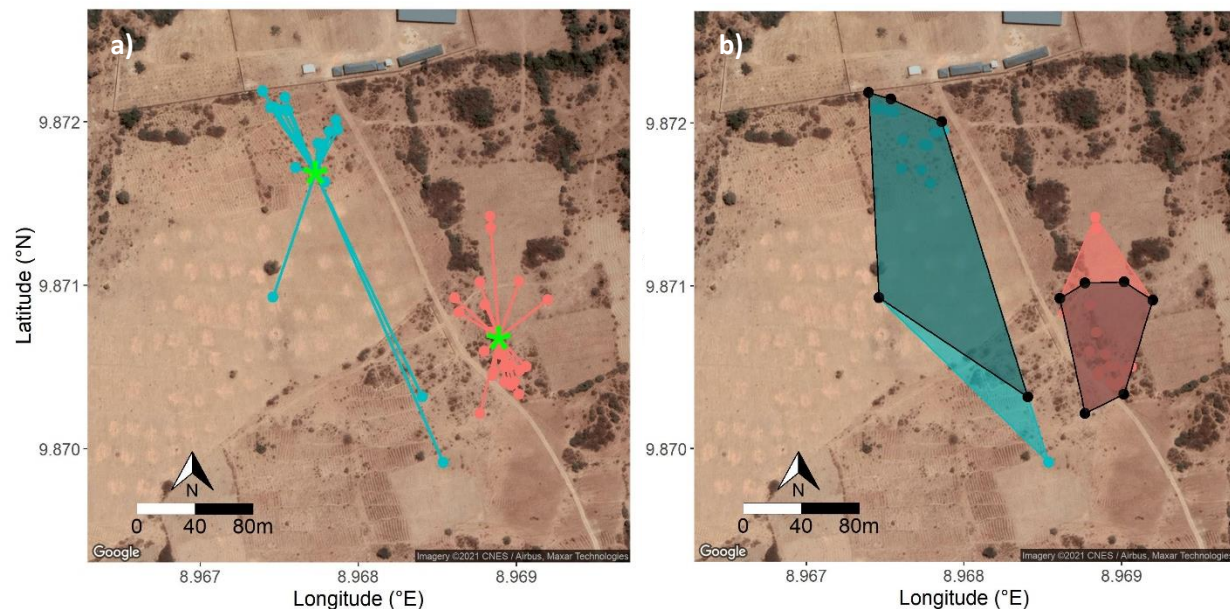 a)
b)
9.872
9.871
9.870
Latitude (°N)
N
0 40 80m
Google
Imagery ©2021 CNES / Airbus, Maxar Technologies
8.967 8.968 8.969
Longitude (°E)
9.872
9.871
9.870
N
0 40 80m
Google
Imagery ©2021 CNES / Airbus, Maxar Technologies
8.967 8.968 8.969
Longitude (°E)